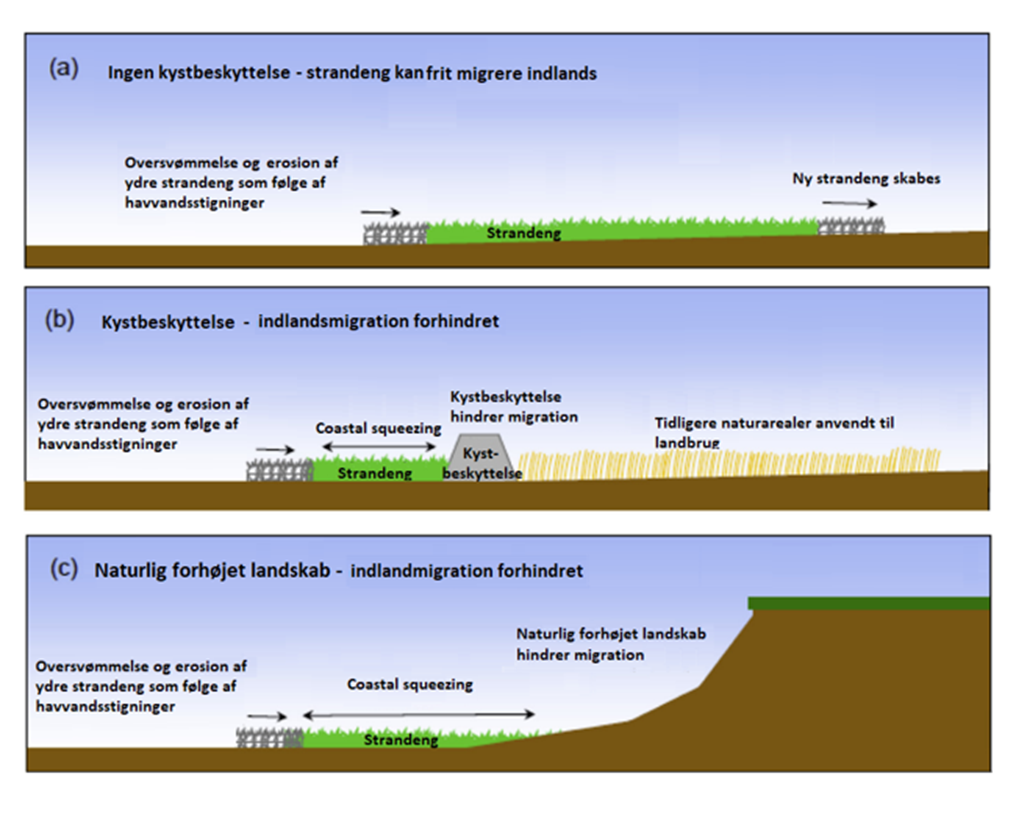 (a) Ingen kystbeskyttelse - strandeng kan frit migrere indlands
Oversvømmelse og erosion af
ydre strandeng som følge af
havvandsstigninger
Ny strandeng skabes
Strandeng
(b) Kystbeskyttelse - indlandsmigration forhindret
Oversvømmelse og erosion af
ydre strandeng som følge af
havvandsstigninger
Coastal squeezing
Strandeng
Kystbeskyttelse
hindrer migration
Kyst-
beskyttelse
Tidligere naturarealer anvendt til
landbrug
(c) Naturlig forhøjet landskab - indlandmigration forhindret
Oversvømmelse og erosion af
ydre strandeng som følge af
havvandsstigninger
Coastal squeezing
Strandeng
Naturlig forhøjet landskab
hindrer migration